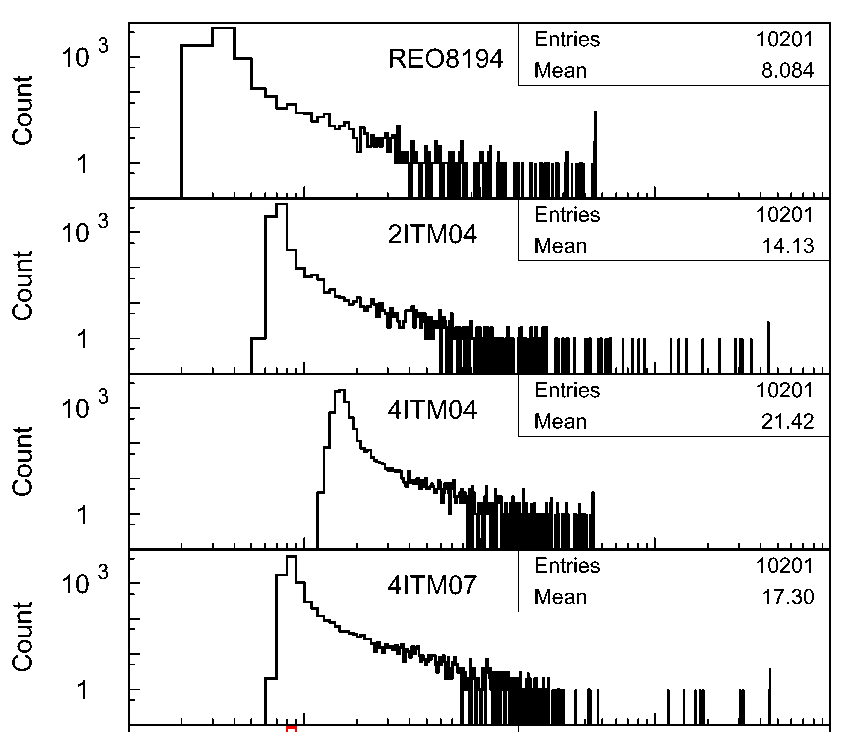 Count
10 3
1
REO8194
Entries 10201
Mean 8.084
Count
10 3
1
2ITM04
Entries 10201
Mean 14.13
Count
10 3
1
4ITM04
Entries 10201
Mean 21.42
Count
10 3
1
4ITM07
Entries 10201
Mean 17.30